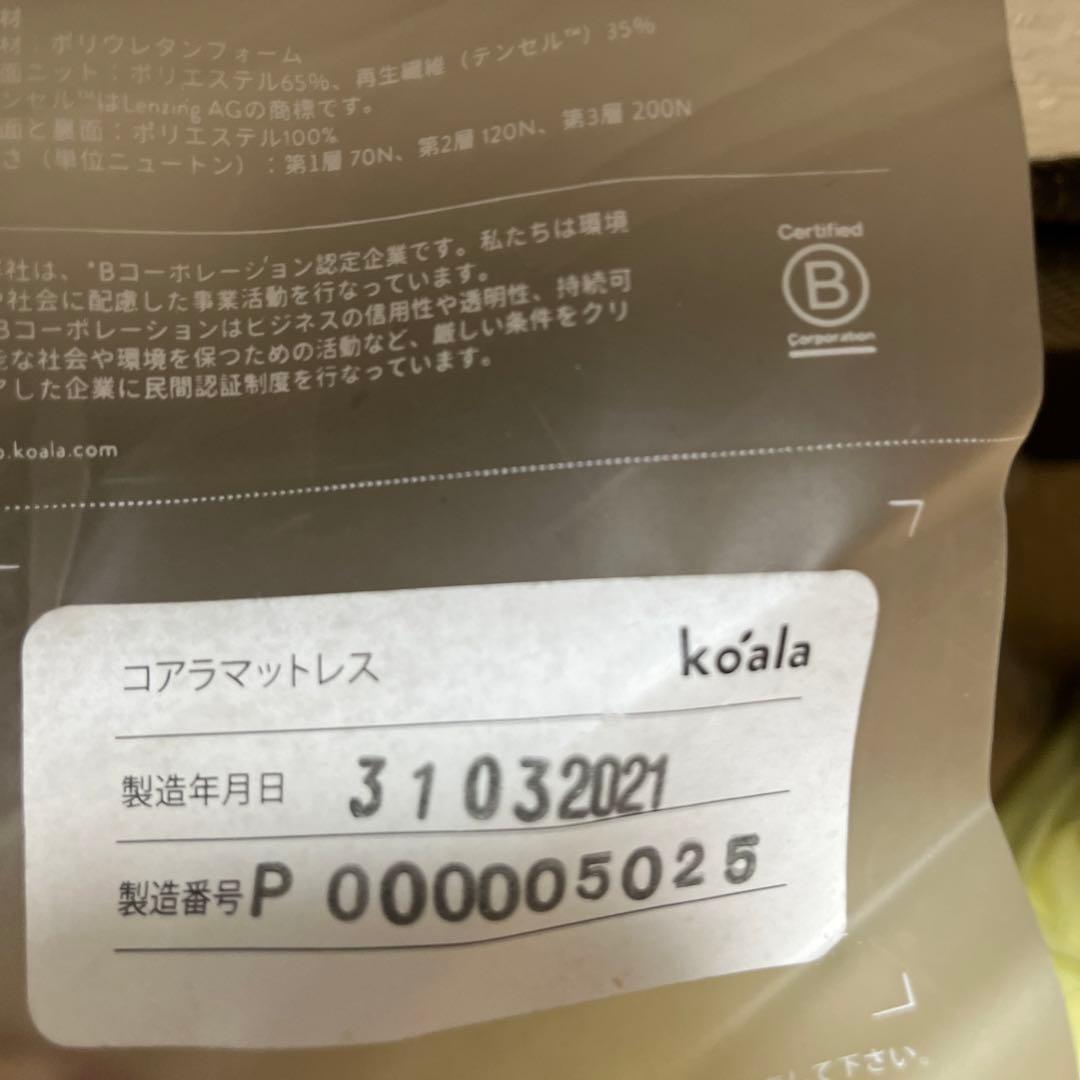 材
材：ポリウレタンフォーム
面ニット：ポリエステル65%、再生繊維（テンセル™）35%
ンセル™はLenzing AGの商標です。
面と裏面：ポリエステル100%
さ（単位ニュートン）：第1層 70N、第2層 120N、第3層 200N
社は、*Bコーポレーション認定企業です。私たちは環境
や社会に配慮した事業活動を行なっています。
Bコーポレーションはビジネスの信用性や透明性、持続可
能な社会や環境を保つための活動など、厳しい条件をクリ
アした企業に民間認証制度を行なっています。
Certified
B
Corporation
.koala.com
コアラマットレス
koala
製造年月日 31032021
製造番号 P 000005025
して下さい。